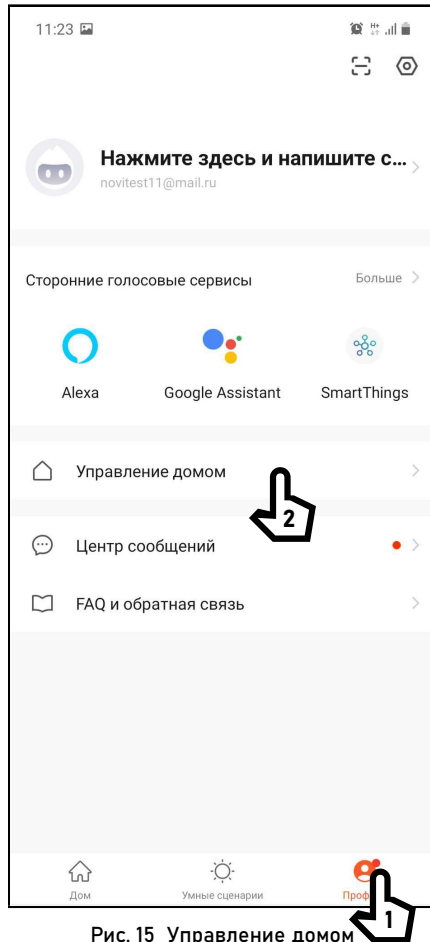 11:23
Нажмите здесь и напишите с...
novitest11@mail.ru
Сторонние голосовые сервисы Больше
Alexa Google Assistant SmartThings
Управление домом
2
Центр сообщений
FAQ и обратная связь
Дом Умные сценарии
1
Рис. 15 Управление домом